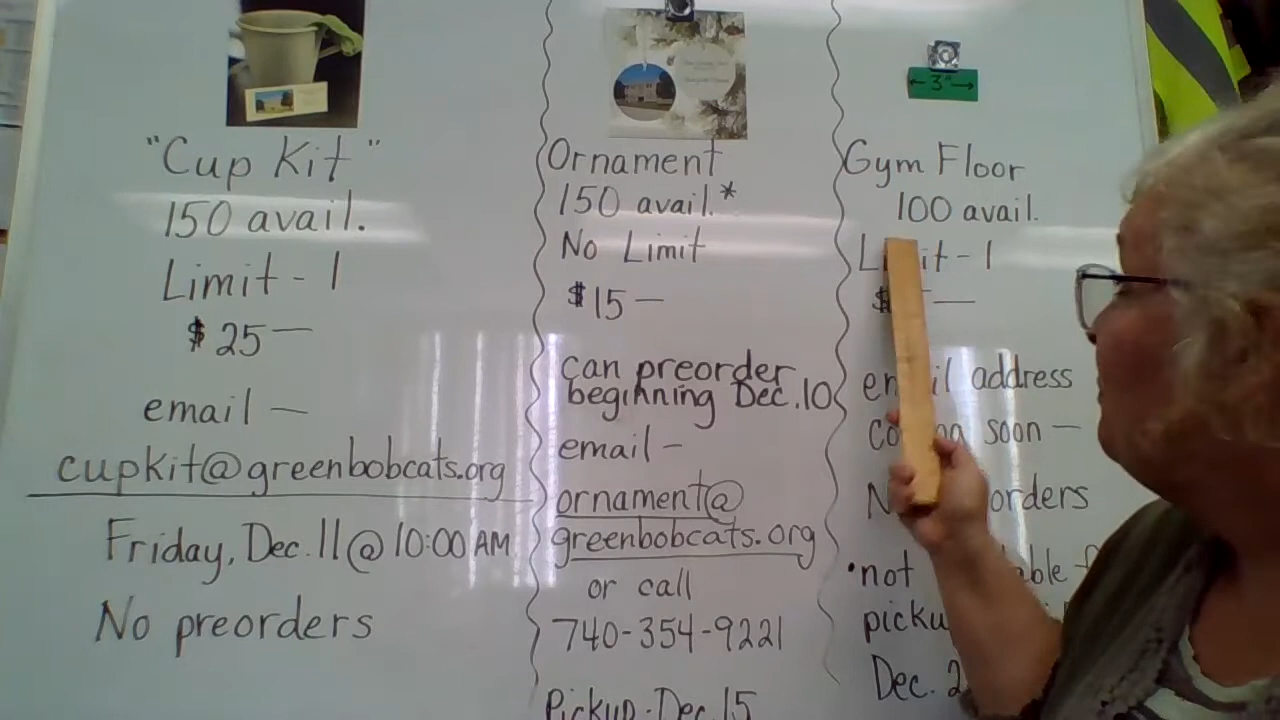 "Cup Kit"
150 avail.
Limit - 1
$25 —
email —
cupkit@greenbobcats.org
Friday, Dec. 11 @ 10:00 AM
No preorders
Ornament
150 avail.*
No Limit
$15 —
can preorder
beginning Dec. 10
email —
ornament@
greenbobcats.org
or call
740-354-9221
Pickup - Dec. 15
← 3" →
Gym Floor
100 avail.
- 1
$
address
soon —
orders
• not
Dec.